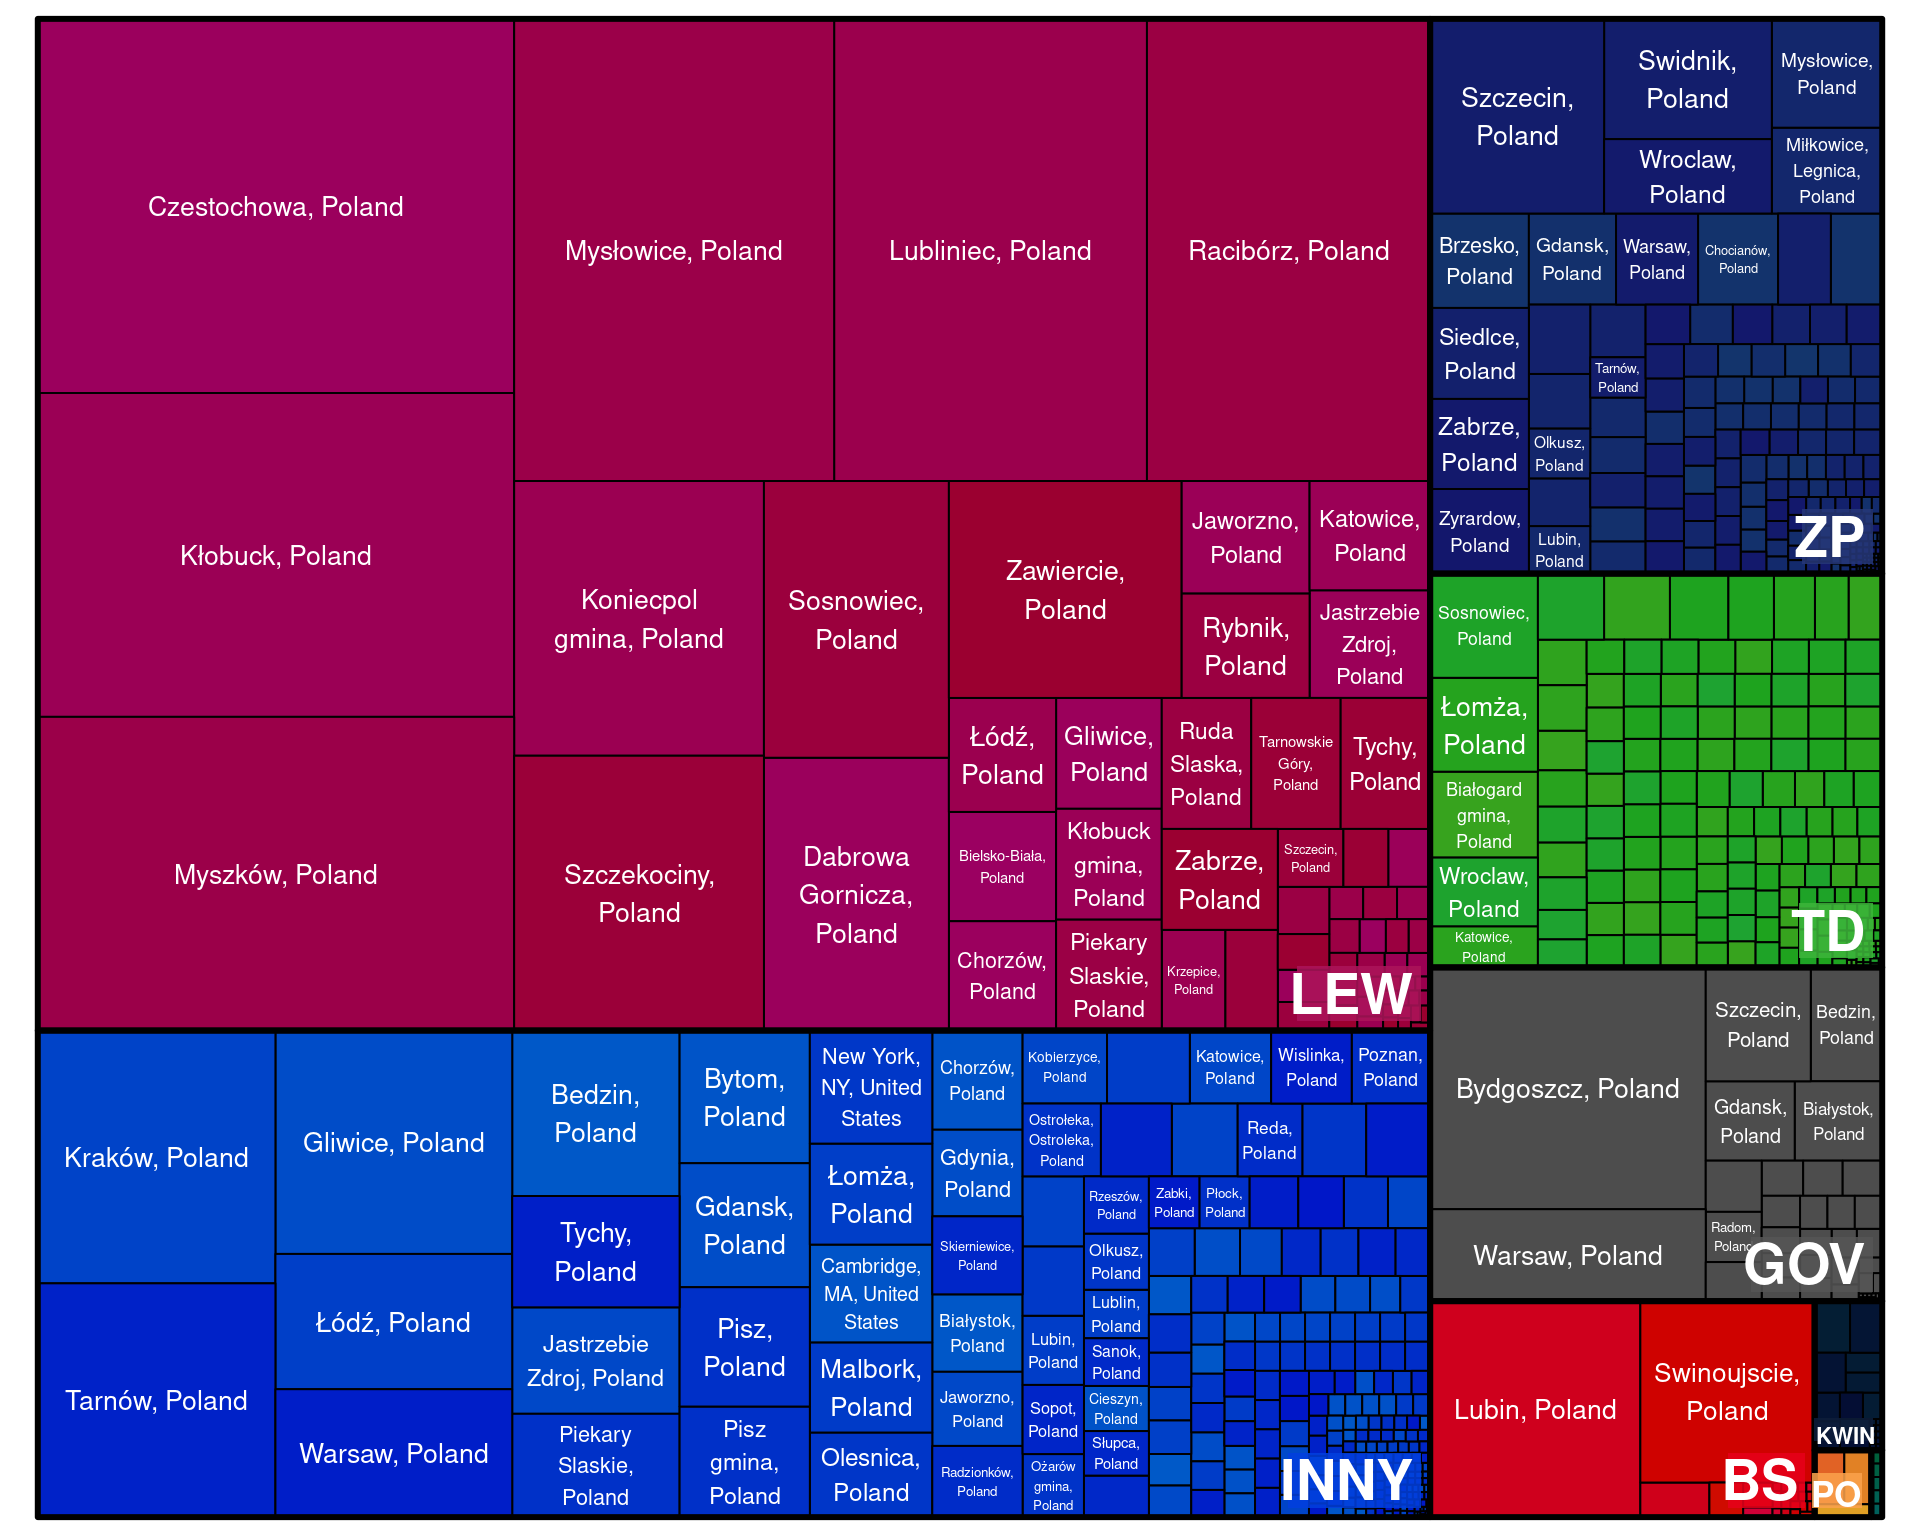 Czestochowa, Poland
Kłobuck, Poland
Myszków, Poland
Mysłowice, Poland
Lubliniec, Poland
Racibórz, Poland
Koniecpol
gmina, Poland
Szczekociny,
Poland
Sosnowiec,
Poland
Dabrowa
Gornicza,
Poland
Zawiercie,
Poland
Jaworzno,
Poland
Katowice,
Poland
Rybnik,
Poland
Jastrzebie
Zdroj,
Poland
Łódź,
Poland
Gliwice,
Poland
Ruda
Slaska,
Poland
Tarnowskie
Góry,
Poland
Tychy,
Poland
Bielsko-Biała,
Poland
Kłobuck
gmina,
Poland
Zabrze,
Poland
Szczecin,
Poland
Chorzów,
Poland
Piekary
Slaskie,
Poland
Krzepice,
Poland
LEW
Szczecin,
Poland
Swidnik,
Poland
Mysłowice,
Poland
Wroclaw,
Poland
Miłkowice,
Legnica,
Poland
Brzesko,
Poland
Gdansk,
Poland
Warsaw,
Poland
Chocianów,
Poland
Siedlce,
Poland
Tarnów,
Poland
Zabrze,
Poland
Olkusz,
Poland
Zyrardow,
Poland
Lubin,
Poland
ZP
Sosnowiec,
Poland
Łomża,
Poland
Białogard
gmina,
Poland
Wroclaw,
Poland
Katowice,
Poland
TD
Bydgoszcz, Poland
Warsaw, Poland
Szczecin,
Poland
Bedzin,
Poland
Gdansk,
Poland
Białystok,
Poland
Radom,
Poland
GOV
Kraków, Poland
Tarnów, Poland
Gliwice, Poland
Łódź, Poland
Warsaw, Poland
Bedzin,
Poland
Tychy,
Poland
Jastrzebie
Zdroj, Poland
Piekary
Slaskie,
Poland
Bytom,
Poland
Gdansk,
Poland
Pisz,
Poland
Pisz
gmina,
Poland
New York,
NY, United
States
Łomża,
Poland
Cambridge,
MA, United
States
Malbork,
Poland
Olesnica,
Poland
Chorzów,
Poland
Gdynia,
Poland
Skierniewice,
Poland
Białystok,
Poland
Jaworzno,
Poland
Radzionków,
Poland
Kobierzyce,
Poland
Katowice,
Poland
Wislinka,
Poland
Poznan,
Poland
Ostrołeka,
Ostroleka,
Poland
Reda,
Poland
Rzeszów,
Poland
Zabki,
Poland
Płock,
Poland
Olkusz,
Poland
Lublin,
Poland
Lubin,
Poland
Sanok,
Poland
Sopot,
Poland
Cieszyn,
Poland
Słupca,
Poland
Ożarów
gmina,
Poland
INNY
Lubin, Poland
Swinoujscie,
Poland
BS
KWIN
PO